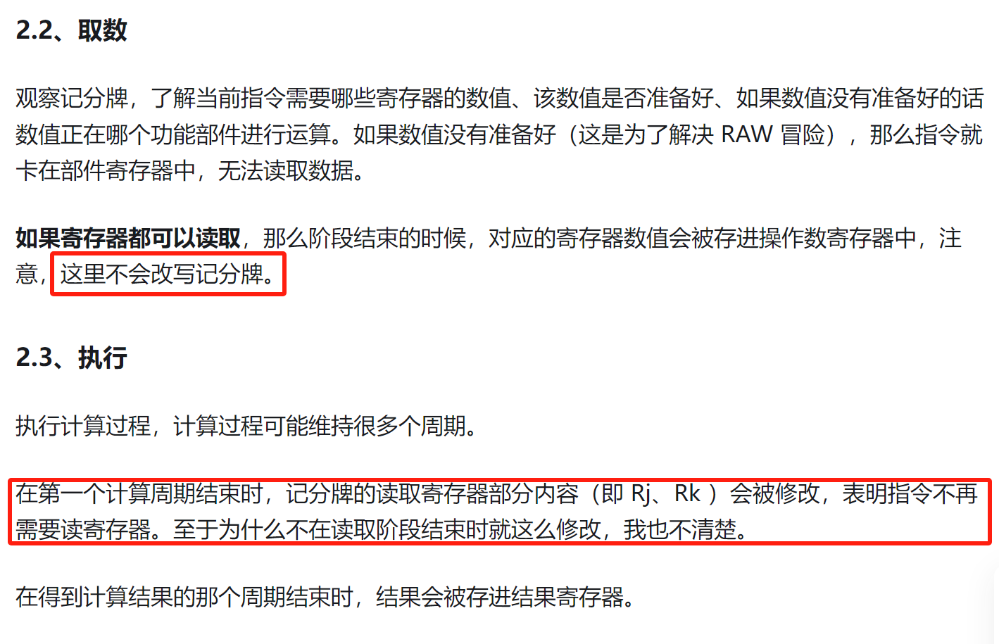 2.2、取数
观察记分牌，了解当前指令需要哪些寄存器的数值、该数值是否准备好、如果数值没有准备好的话
数值正在哪个功能部件进行运算。如果数值没有准备好（这是为了解决 RAW 冒险），那么指令就
卡在部件寄存器中，无法读取数据。
如果寄存器都可以读取，那么阶段结束的时候，对应的寄存器数值会被存进操作数寄存器中，注
意，这里不会改写记分牌。
2.3、执行
执行计算过程，计算过程可能维持很多个周期。
在第一个计算周期结束时，记分牌的读取寄存器部分内容（即 Rj、Rk ）会被修改，表明指令不再
需要读寄存器。至于为什么不在读取阶段结束时就这么修改，我也不清楚。
在得到计算结果的那个周期结束时，结果会被存进结果寄存器。